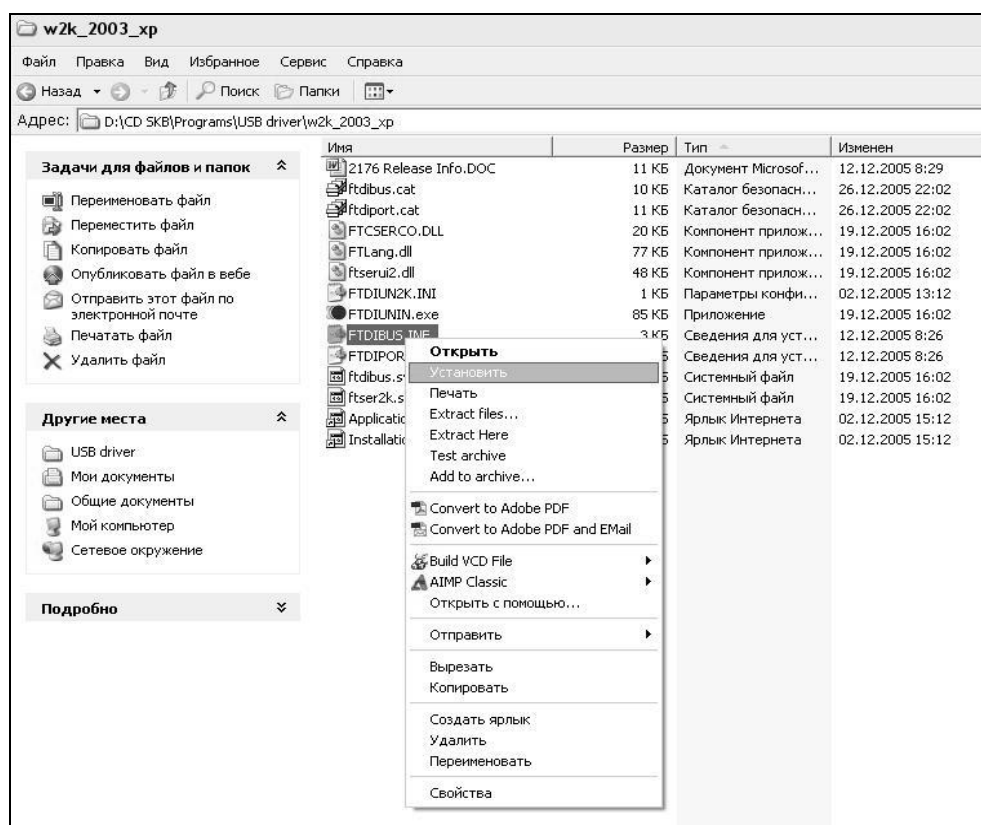 w2k_2003_xp
Файл Правка Вид Избранное Сервис Справка
Назад Поиск Папки
Адрес: D:\CD SKB\Programs\USB driver\w2k_2003_xp
Имя Размер Тип Изменен
Задачи для файлов и папок
Переименовать файл
Переместить файл
Копировать файл
Опубликовать файл в вебе
Отправить этот файл по
электронной почте
Печатать файл
Удалить файл
Другие места
USB driver
Мои документы
Общие документы
Мой компьютер
Сетевое окружение
Подробно
2176 Release Info.DOC 11 КБ Документ Microsof... 12.12.2005 8:29
ftdibus.cat 10 КБ Каталог безопасн... 26.12.2005 22:02
ftdiport.cat 11 КБ Каталог безопасн... 26.12.2005 22:02
FTCSERCO.DLL 20 КБ Компонент прилож... 19.12.2005 16:02
FTLang.dll 77 КБ Компонент прилож... 19.12.2005 16:02
ftserui2.dll 48 КБ Компонент прилож... 19.12.2005 16:02
FTDIUN2K.INI 1 КБ Параметры конфи... 02.12.2005 13:12
FTDIUNIN.exe 85 КБ Приложение 19.12.2005 16:02
FTDIBUS.INF 3 КБ Сведения для уст... 12.12.2005 8:26
FTDIPOR Б Сведения для уст... 12.12.2005 8:26
ftdibus.s Б Системный файл 19.12.2005 16:02
ftser2k.s Б Системный файл 19.12.2005 16:02
Applicatio Б Ярлык Интернета 02.12.2005 15:12
Installatio Б Ярлык Интернета 02.12.2005 15:12
Открыть
Установить
Печать
Extract files...
Extract Here
Test archive
Add to archive...
Convert to Adobe PDF
Convert to Adobe PDF and EMail
Build VCD File
AIMP Classic
Открыть с помощью...
Отправить
Вырезать
Копировать
Создать ярлык
Удалить
Переименовать
Свойства